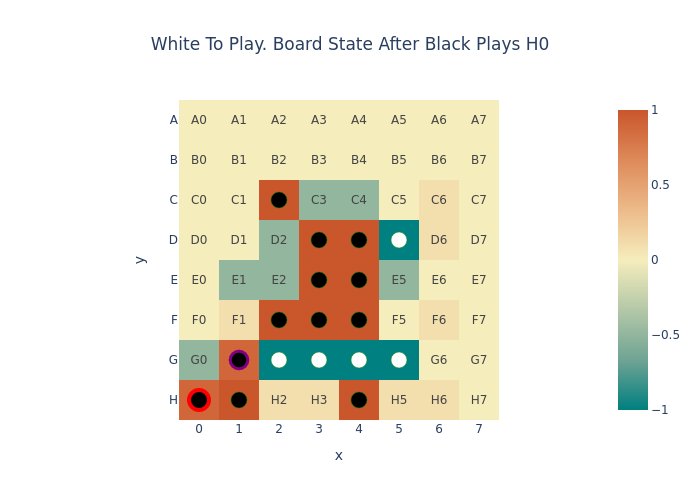 White To Play. Board State After Black Plays H0
A A0 A1 A2 A3 A4 A5 A6 A7
B B0 B1 B2 B3 B4 B5 B6 B7
C C0 C1 C3 C4 C5 C6 C7
D D0 D1 D2 D6 D7
E E0 E1 E2 E5 E6 E7
F F0 F1 F5 F6 F7
G G0 G6 G7
H H2 H3 H5 H6 H7
0 1 2 3 4 5 6 7
x
y
1
0.5
0
−0.5
−1